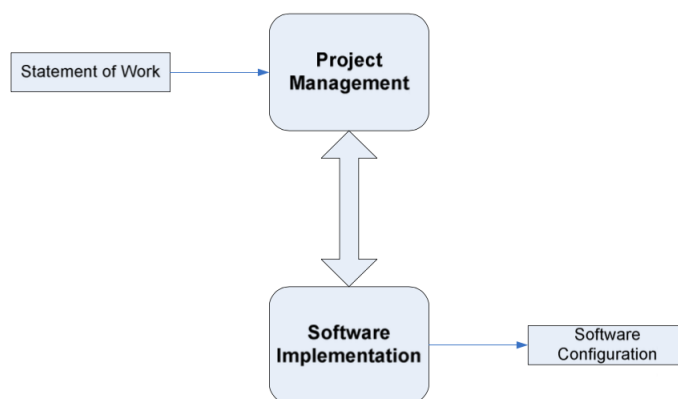 Project
Management
Statement of Work
Software
Implementation
Software
Configuration